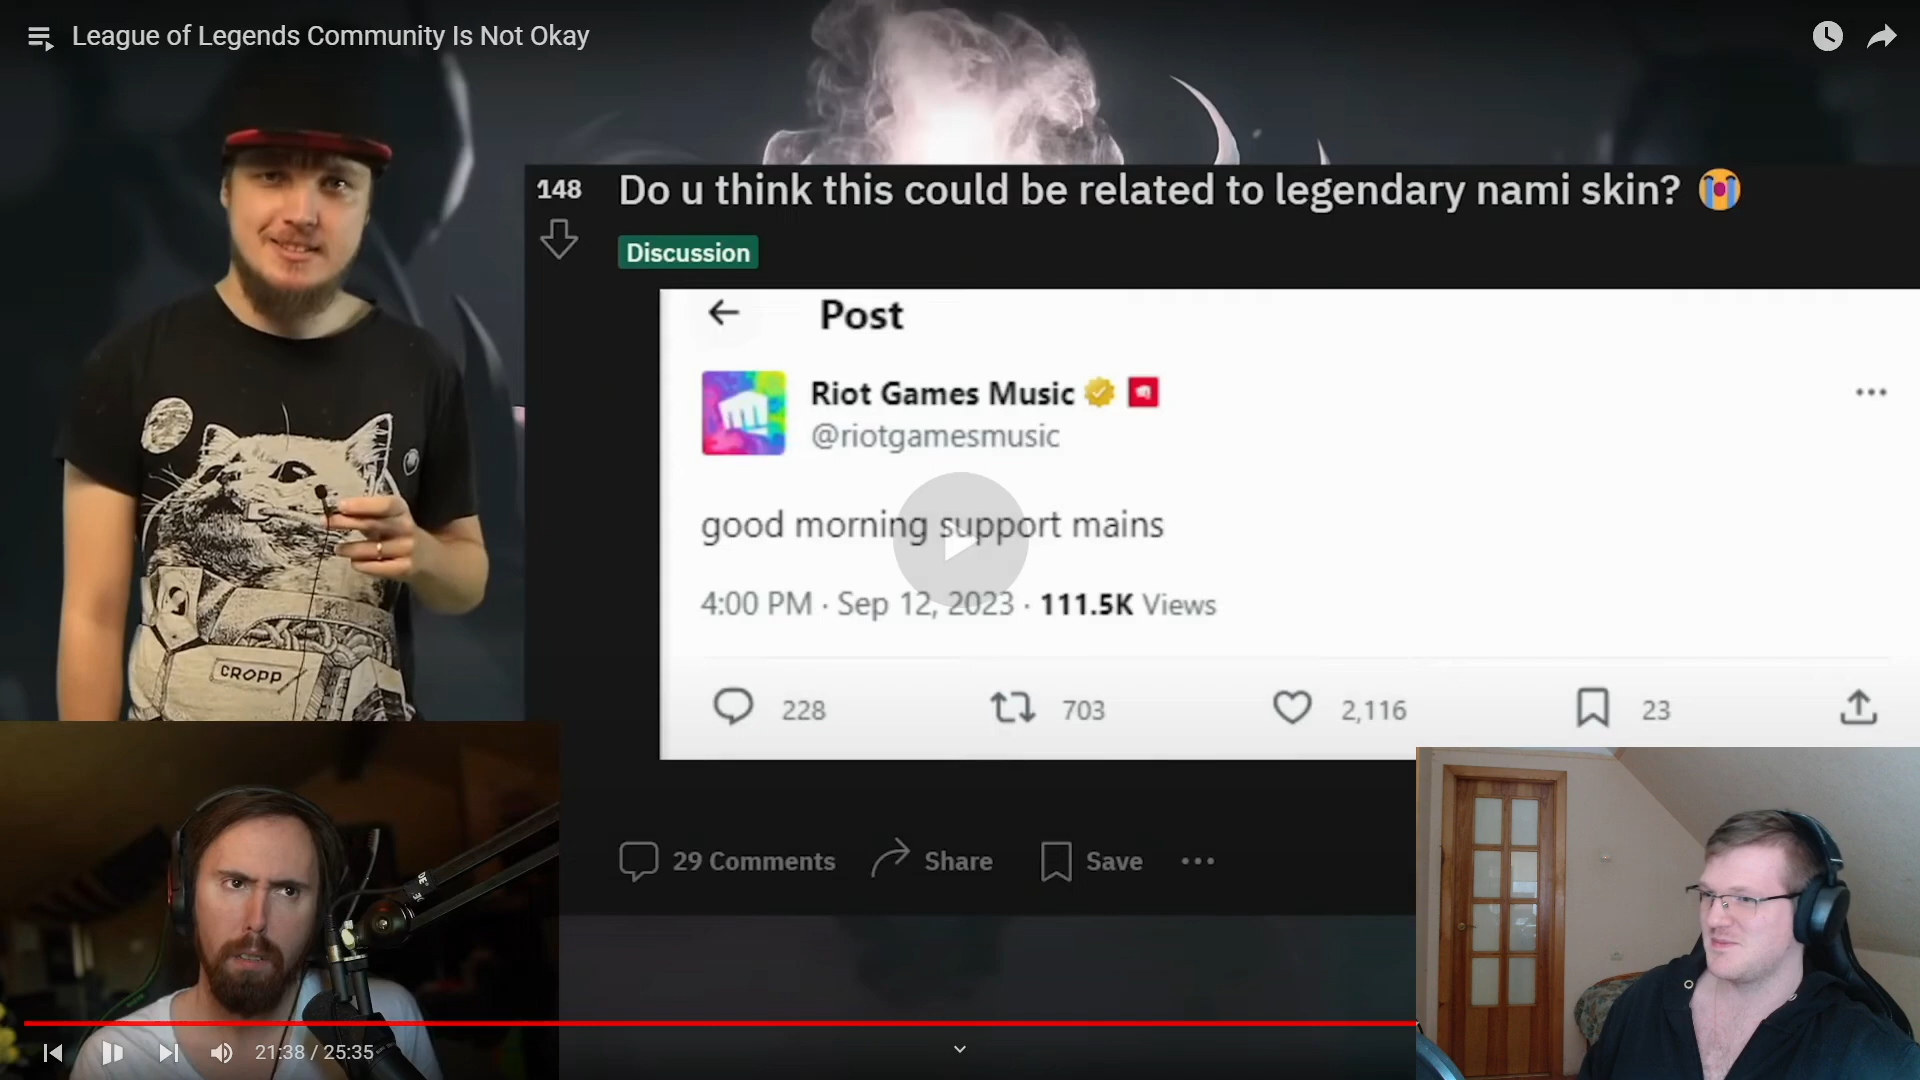 League of Legends Community Is Not Okay
148
Do u think this could be related to legendary nami skin? 😭
Discussion
Post
Riot Games Music
@riotgamesmusic
good morning support mains
4:00 PM · Sep 12, 2023 · 111.5K Views
228
703
2,116
23
CROPP
29 Comments
Share
Save
21:38 / 25:35